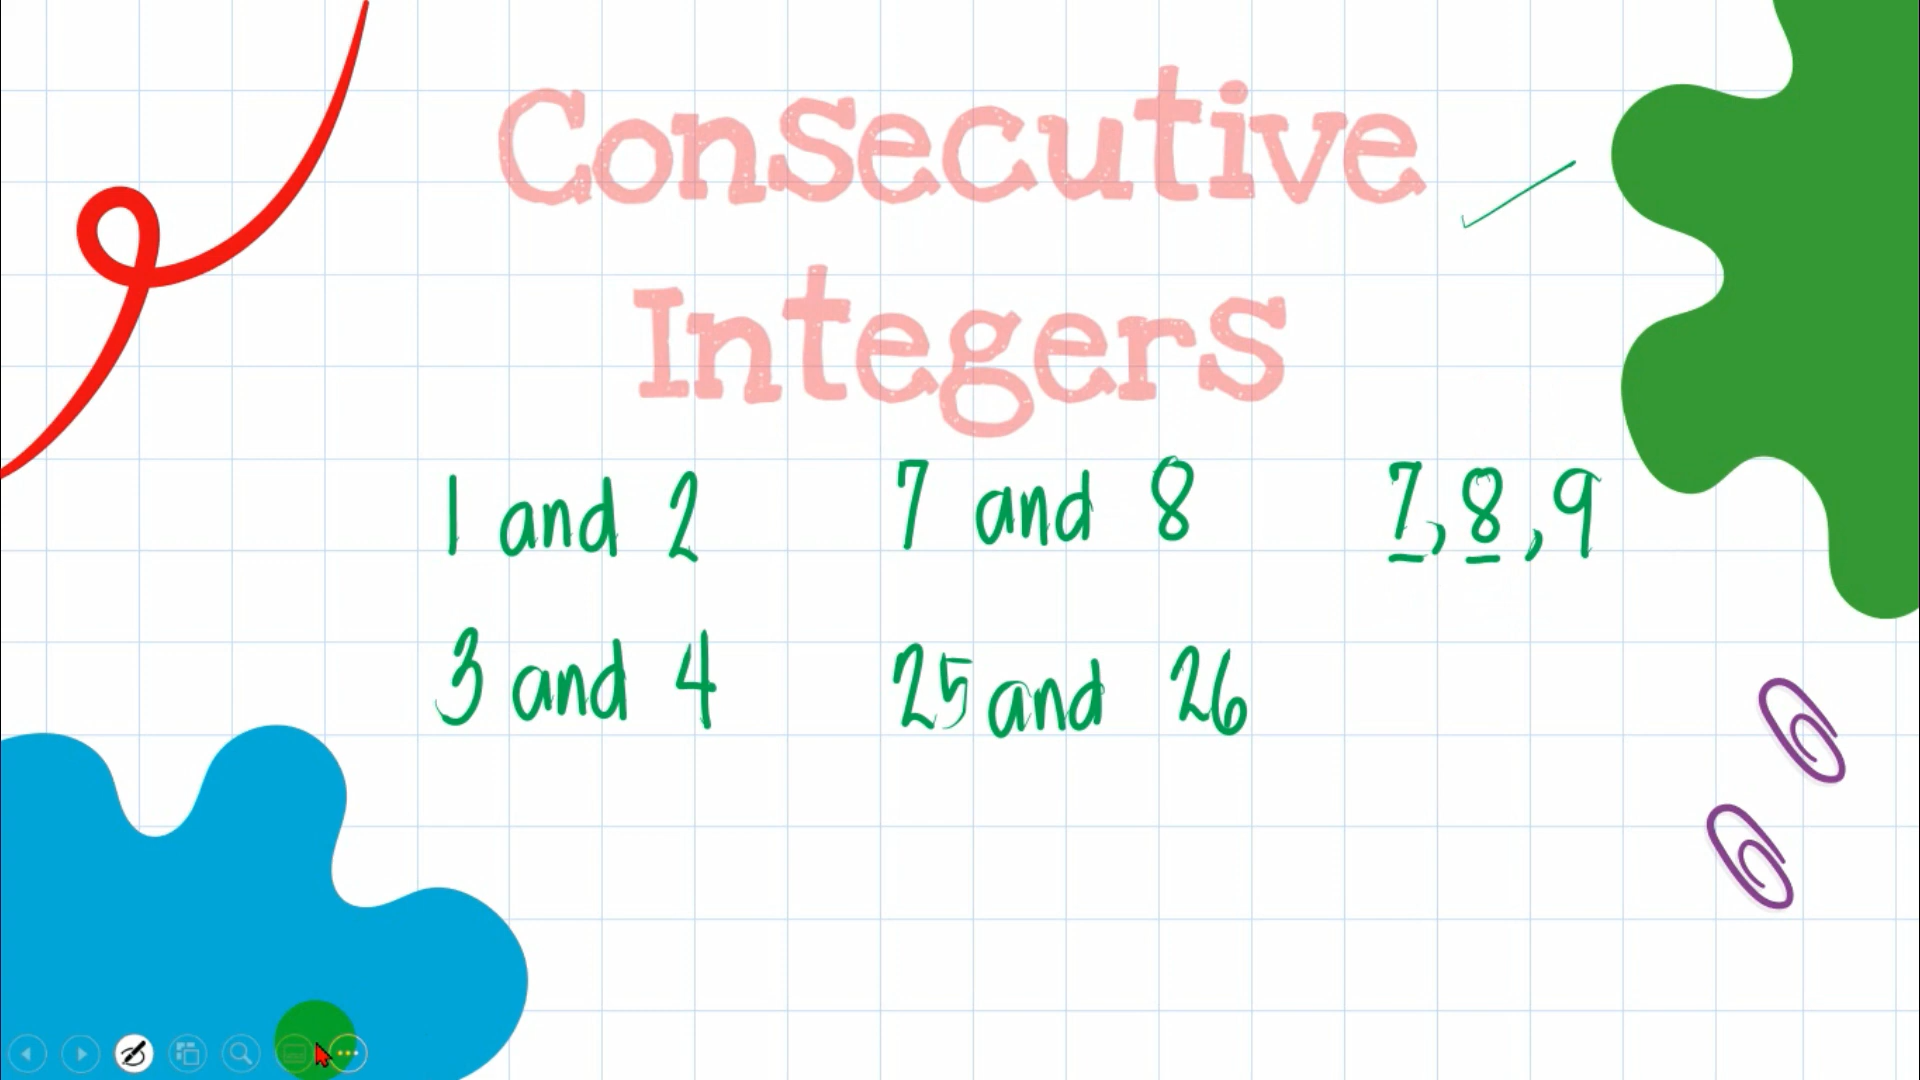 Consecutive
Integers
1 and 2 7 and 8 7, 8, 9
3 and 4 25 and 26